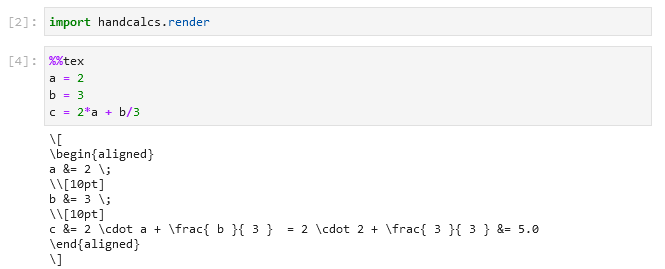 [2]: import handcalcs.render
[4]: %%tex
a = 2
b = 3
c = 2*a + b/3
\[
\begin{aligned}
a &= 2 \;
\\[10pt]
b &= 3 \;
\\[10pt]
c &= 2 \cdot a + \frac{ b }{ 3 }  = 2 \cdot 2 + \frac{ 3 }{ 3 } &= 5.0
\end{aligned}
\]